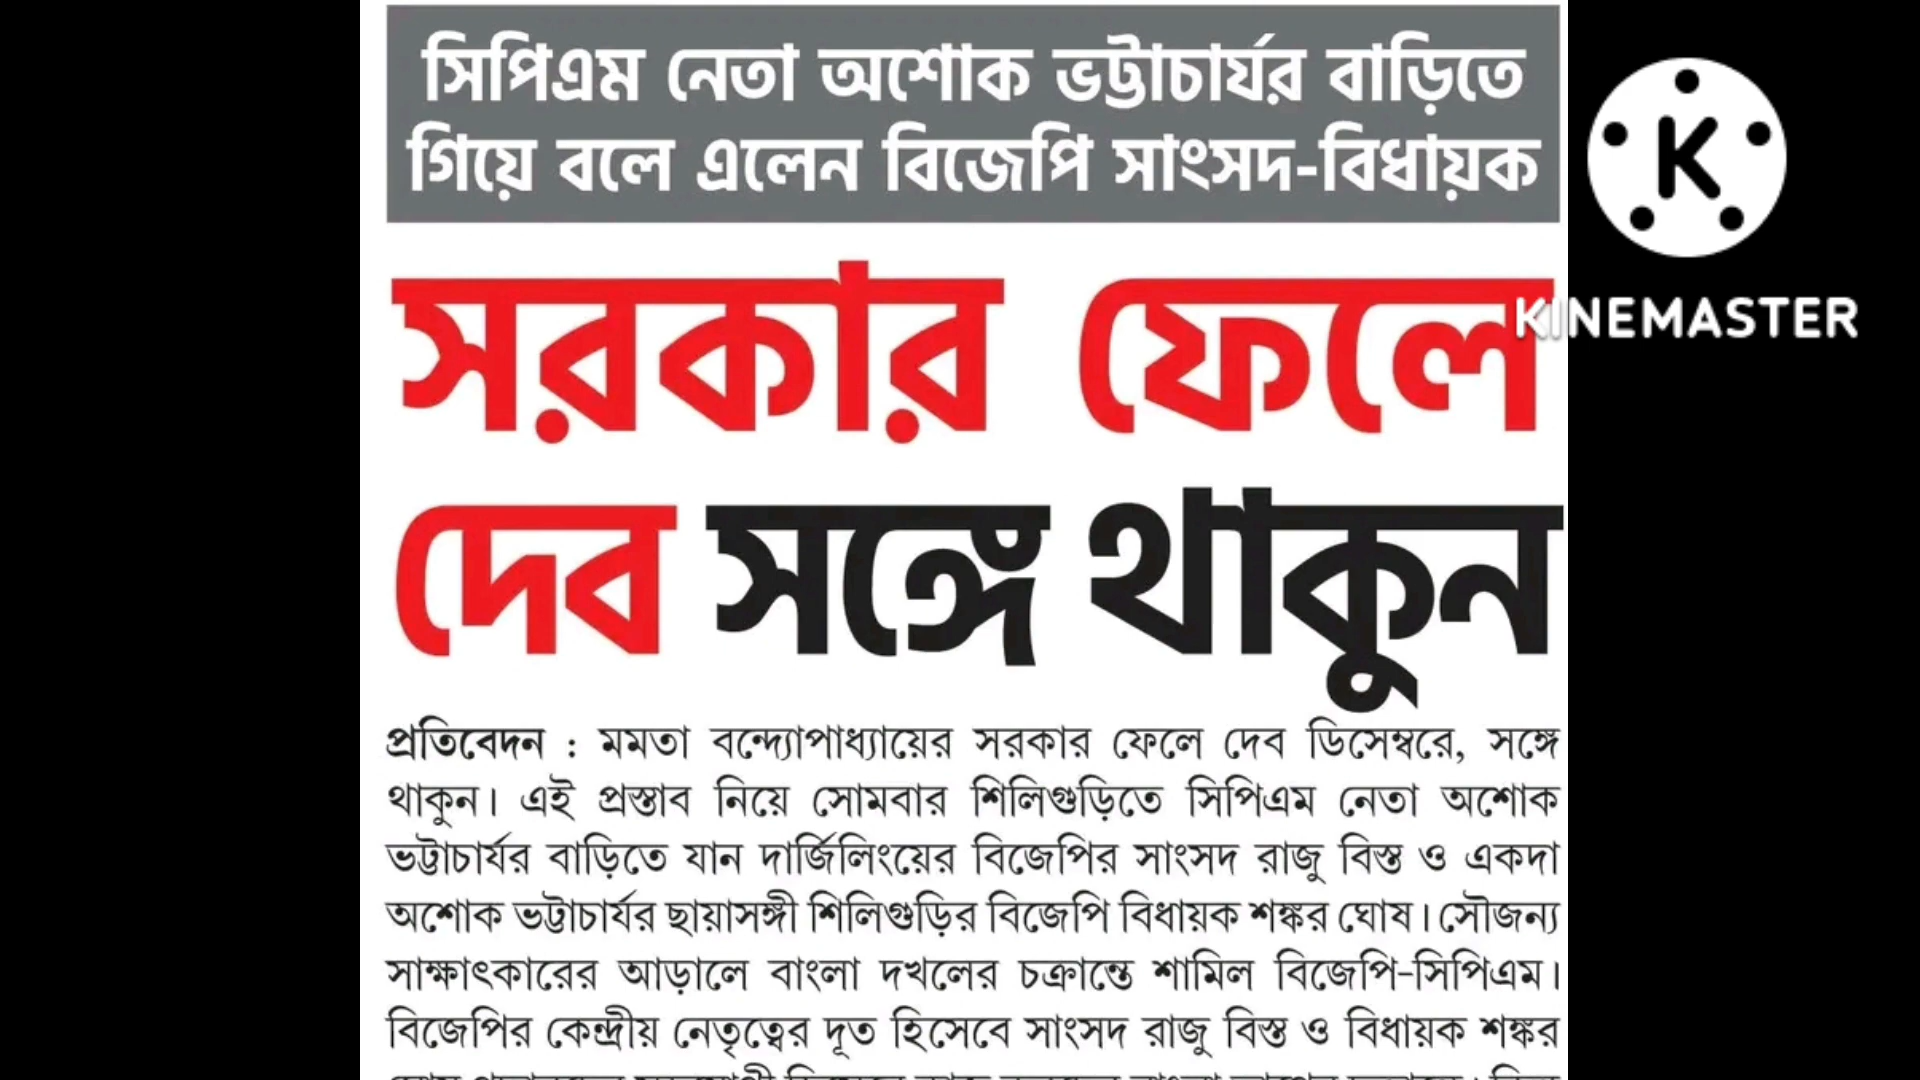 সিপিএম নেতা অশোক ভট্টাচার্যর বাড়িতে
গিয়ে বলে এলেন বিজেপি সাংসদ-বিধায়ক
সরকার ফেলে
দেব সঙ্গে থাকুন
প্রতিবেদন : মমতা বন্দ্যোপাধ্যায়ের সরকার ফেলে দেব ডিসেম্বরে, সঙ্গে
থাকুন। এই প্রস্তাব নিয়ে সোমবার শিলিগুড়িতে সিপিএম নেতা অশোক
ভট্টাচার্যর বাড়িতে যান দার্জিলিংয়ের বিজেপির সাংসদ রাজু বিস্ত ও একদা
অশোক ভট্টাচার্যর ছায়াসঙ্গী শিলিগুড়ির বিজেপি বিধায়ক শঙ্কর ঘোষ। সৌজন্য
সাক্ষাৎকারের আড়ালে বাংলা দখলের চক্রান্তে শামিল বিজেপি-সিপিএম।
বিজেপির কেন্দ্রীয় নেতৃত্বের দূত হিসেবে সাংসদ রাজু বিস্ত ও বিধায়ক শঙ্কর
K
KINEMASTER